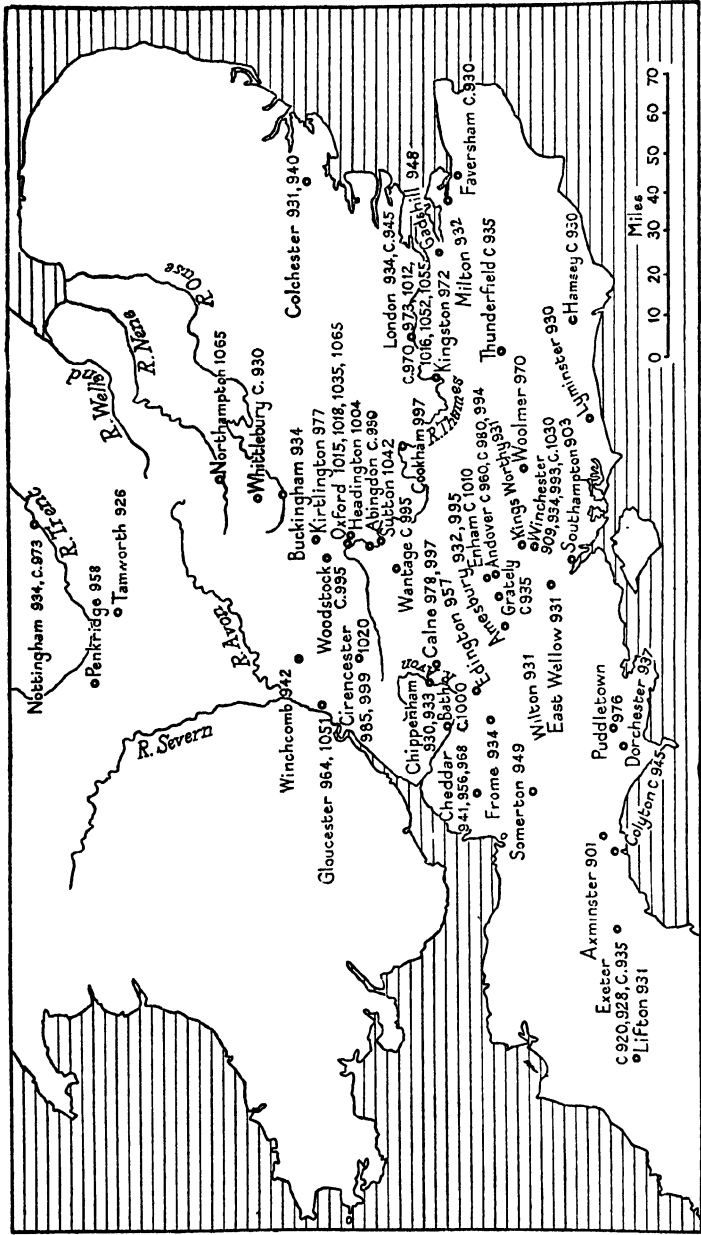 Nottingham 934, C.973
R. Trent
Penkridge 958
Tamworth 926
R. Welland
R. Nene
R. Ouse
R. Avon
R. Severn
Northampton 1065
Whittlebury C. 930
Colchester 931, 940
Winchcomb 942
Buckingham 934
Kirtlington 977
Gloucester 964, 1051
Woodstock
C.995
Oxford 1015, 1018, 1035, 1065
Headington 1004
Abingdon C.930
Sutton 1042
Cirencester
985, 999
1020
London 934, C.945
C.970, 973, 1012,
1016, 1052, 1055
Gadshill 948
Faversham C.930
Milton 932
Kingston 972
R. Thames
Cookham 997
Wantage C 995
Chippenham
930, 933
Avon
Calne 978, 997
Bath
C1000
Edington 957
Cheddar
941, 956, 968
Frome 934
Somerton 949
Amesbury 932, 995
Enham C 1010
Andover C 960, C 980, 994
Grately
C935
Kings Worthy 931
Woolmer 970
Thunderfield C 935
Wilton 931
East Wellow 931
Winchester
909, 934, 993, C.1030
Southampton 903
Lyminster 930
Hamsey C 930
Puddletown
976
Dorchester 937
Colyton C 945
Axminster 901
Exeter
C 920, 928, C.935
Lifton 931
Miles
0 10 20 30 40 50 60 70